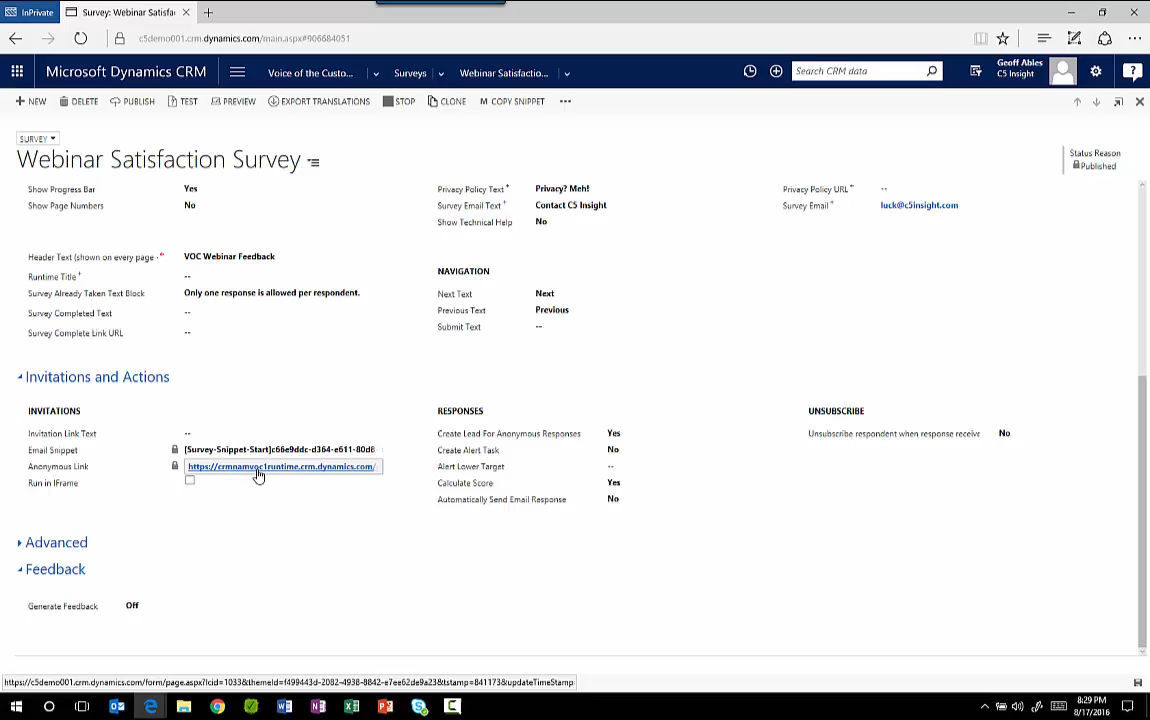 InPrivate
Survey: Webinar Satisfa
c5demo001.crm.dynamics.com/main.aspx#906684051
Microsoft Dynamics CRM
Voice of the Custo...
Surveys
Webinar Satisfactio...
Search CRM data
Geoff Ables
C5 Insight
NEW
DELETE
PUBLISH
TEST
PREVIEW
EXPORT TRANSLATIONS
STOP
CLONE
M COPY SNIPPET
SURVEY
Webinar Satisfaction Survey
Status Reason
Published
Show Progress Bar Yes
Privacy Policy Text* Privacy? Meh!
Privacy Policy URL* --
Show Page Numbers No
Survey Email Text* Contact C5 Insight
Survey Email* luck@c5insight.com
Show Technical Help No
Header Text (shown on every page -* VOC Webinar Feedback
Runtime Title+ --
Survey Already Taken Text Block Only one response is allowed per respondent.
Survey Completed Text --
Survey Complete Link URL --
NAVIGATION
Next Text Next
Previous Text Previous
Submit Text --
Invitations and Actions
INVITATIONS
Invitation Link Text --
Email Snippet [Survey-Snippet-Start]c66e9ddc-d364-e611-80d8
Anonymous Link https://crmnamvoc1runtime.crm.dynamics.com/
Run in IFrame
RESPONSES
Create Lead For Anonymous Responses Yes
Create Alert Task No
Alert Lower Target --
Calculate Score Yes
Automatically Send Email Response No
UNSUBSCRIBE
Unsubscribe respondent when response receive No
Advanced
Feedback
Generate Feedback Off
https://c5demo001.crm.dynamics.com/form/page.aspx?lcid=1033&themeId=f499443d-2082-4938-8842-e7ee62de9a23&tstamp=841173&updateTimeStamp=
8:29 PM
8/17/2016